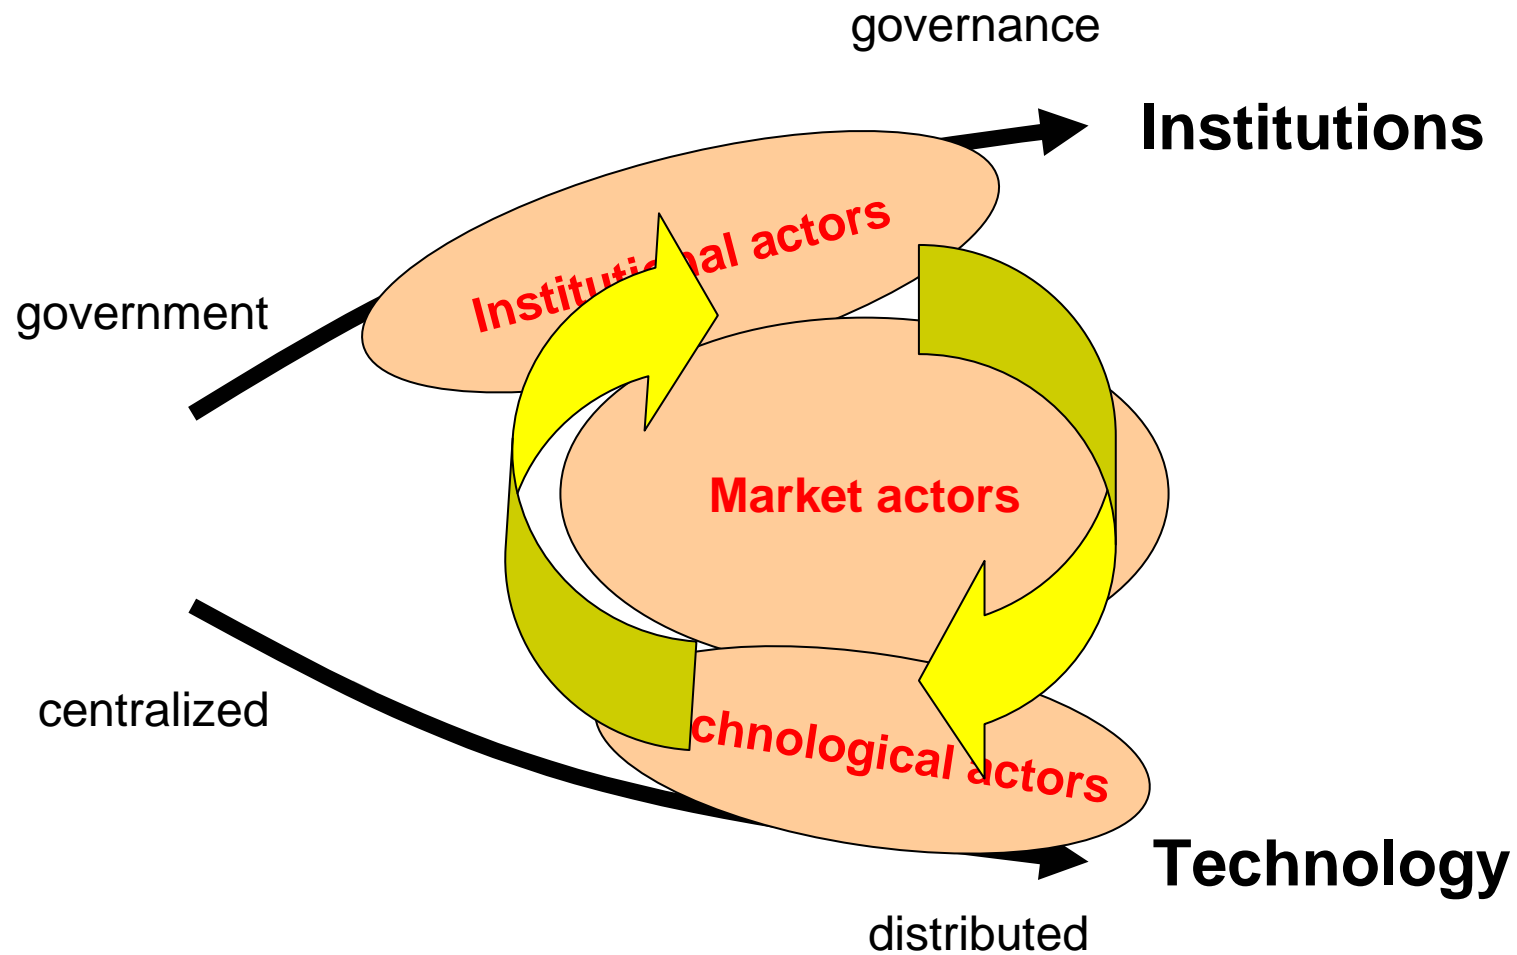 governance
Institutions
Institutional actors
government
Market actors
centralized
chnological actors
Technology
distributed